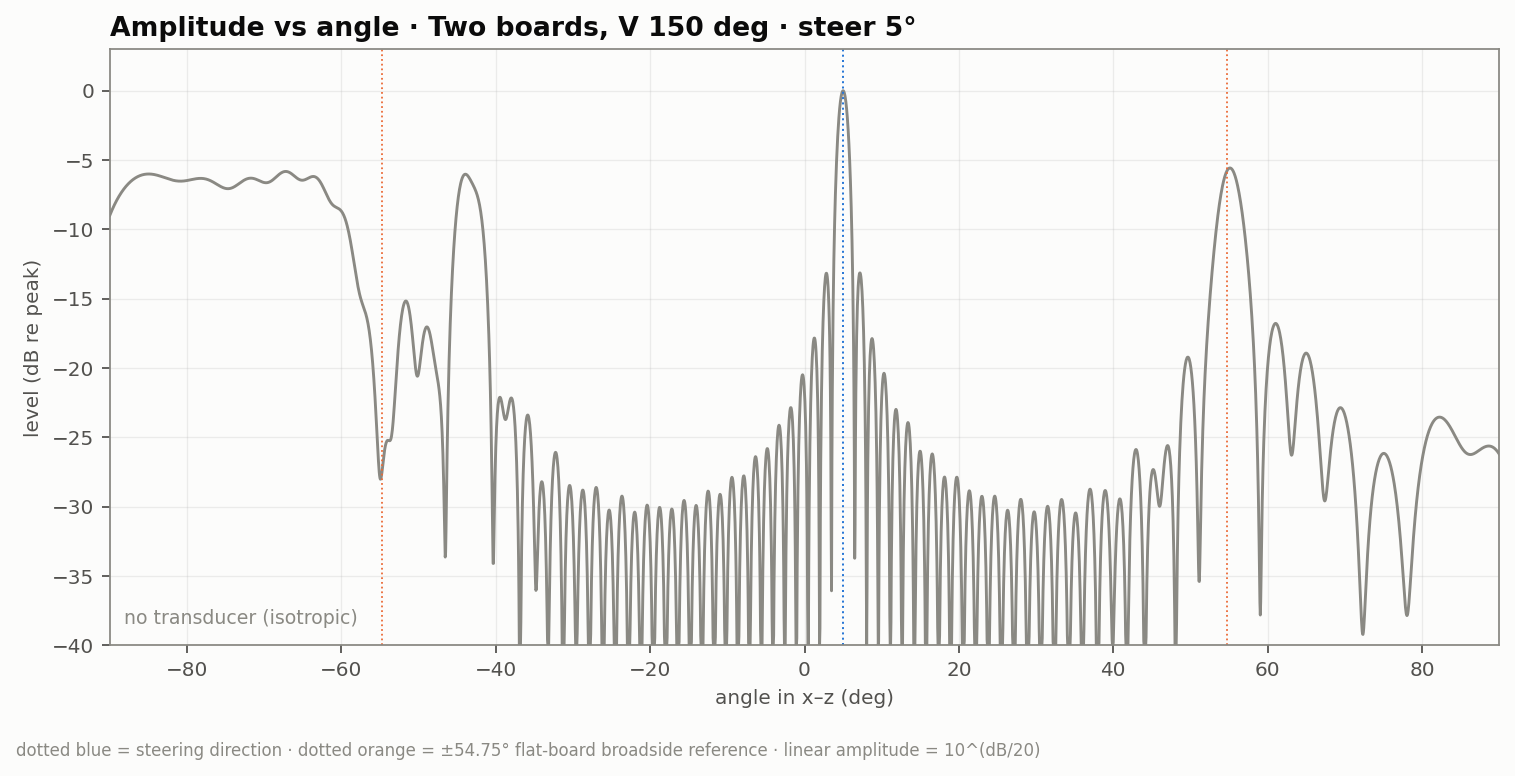 Amplitude vs angle · Two boards, V 150 deg · steer 5°
level (dB re peak)
0
−5
−10
−15
−20
−25
−30
−35
−40
no transducer (isotropic)
−80 −60 −40 −20 0 20 40 60 80
angle in x–z (deg)
dotted blue = steering direction · dotted orange = ±54.75° flat-board broadside reference · linear amplitude = 10^(dB/20)